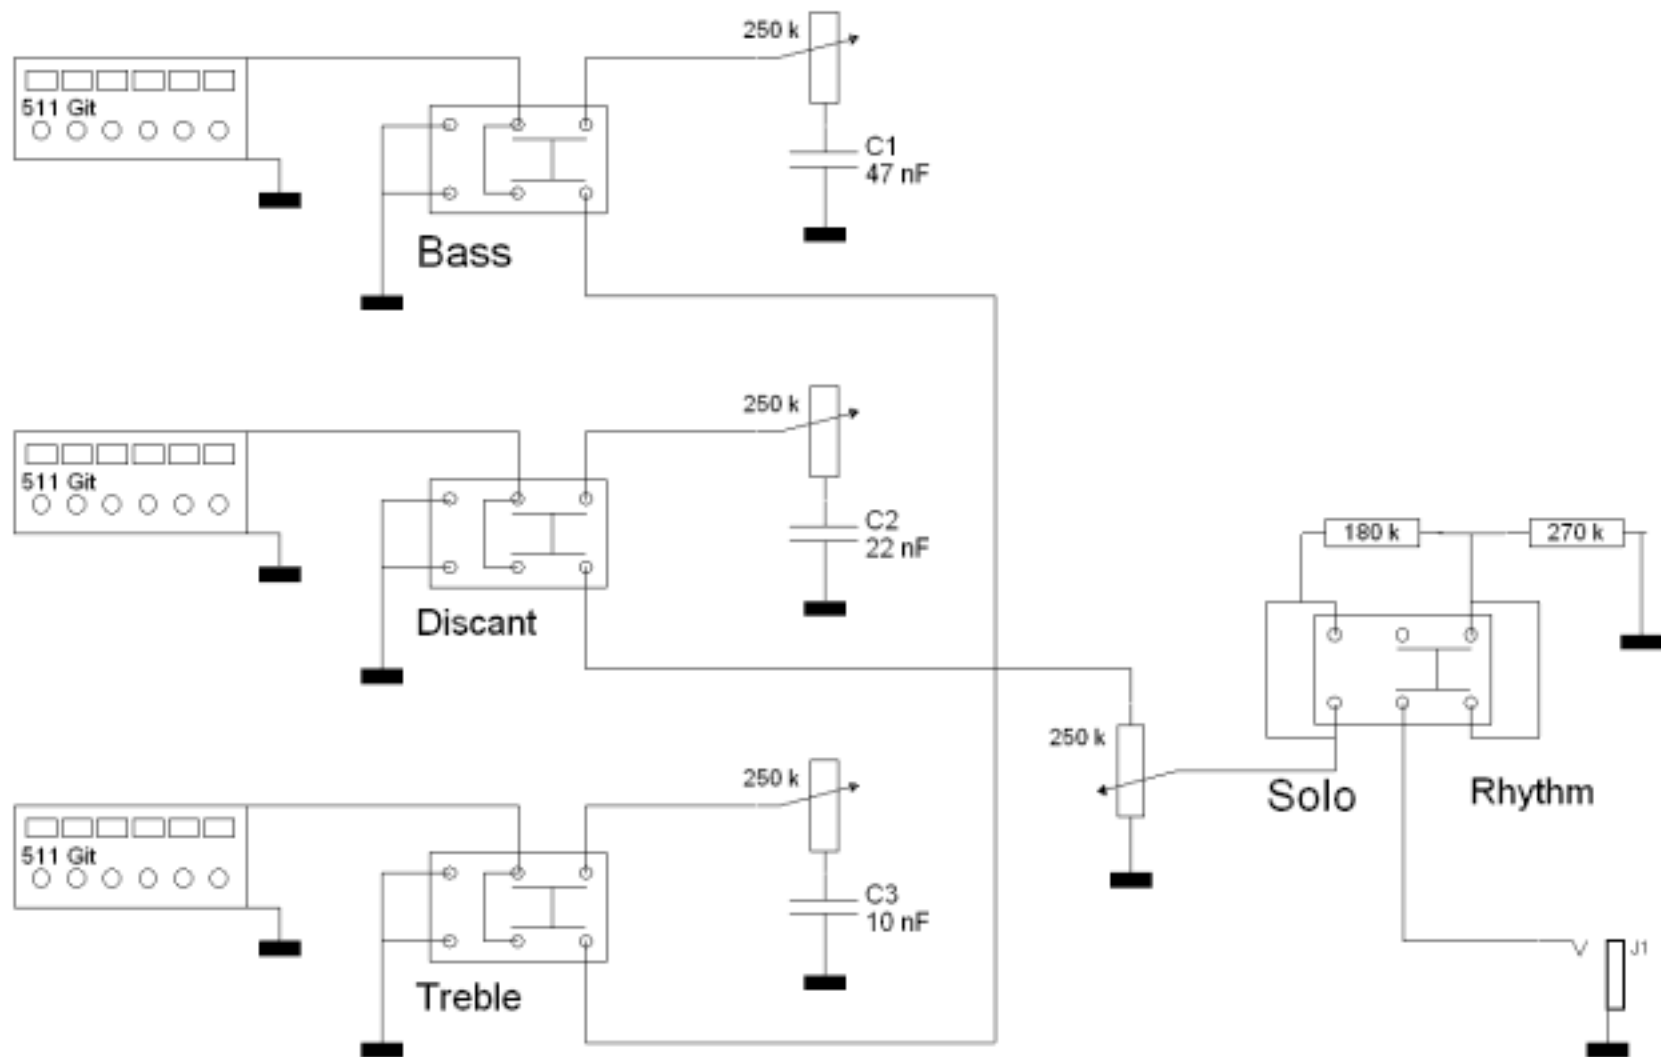 250 k
511 Git
C1
47 nF
Bass
250 k
511 Git
C2
22 nF
Discant
180 k
270 k
250 k
250 k
511 Git
Solo
Rhythm
C3
10 nF
J1
Treble